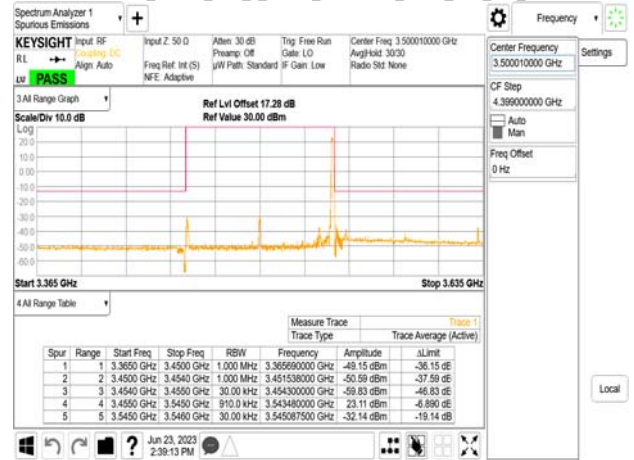 Spectrum Analyzer 1
Spurious Emissions
+
Frequency
KEYSIGHT Input: RF Input Z: 50 Ω Atten: 30 dB Trig: Free Run Center Freq: 3.500010000 GHz
RL Coupling: DC Preamp: Off Gate: LO Avg|Hold: 30/30
Align: Auto Freq Ref: Int (S) µW Path: Standard IF Gain: Low Radio Std: None
PASS NFE: Adaptive
Center Frequency
3.500010000 GHz
Settings
CF Step
4.399000000 GHz
Auto
Man
Freq Offset
0 Hz
3 All Range Graph
Ref Lvl Offset 17.28 dB
Scale/Div 10.0 dB Ref Value 30.00 dBm
Log
20.0
10.0
0.00
-10.0
-20.0
-30.0
-40.0
-50.0
-60.0
Start 3.365 GHz Stop 3.635 GHz
4 All Range Table
Measure Trace Trace 1
Trace Type Trace Average (Active)
Spur Range Start Freq Stop Freq RBW Frequency Amplitude ΔLimit
1 1 3.3650 GHz 3.4500 GHz 1.000 MHz 3.365690000 GHz -49.15 dBm -36.15 dB
2 2 3.4500 GHz 3.4540 GHz 1.000 MHz 3.451538000 GHz -50.59 dBm -37.59 dB
3 3 3.4540 GHz 3.4550 GHz 30.00 kHz 3.454300000 GHz -59.83 dBm -46.83 dB
4 4 3.4550 GHz 3.5450 GHz 910.0 kHz 3.543480000 GHz 23.11 dBm -6.890 dB
5 5 3.5450 GHz 3.5460 GHz 30.00 kHz 3.545087500 GHz -32.14 dBm -19.14 dB
Local
?
Jun 23, 2023
2:39:13 PM